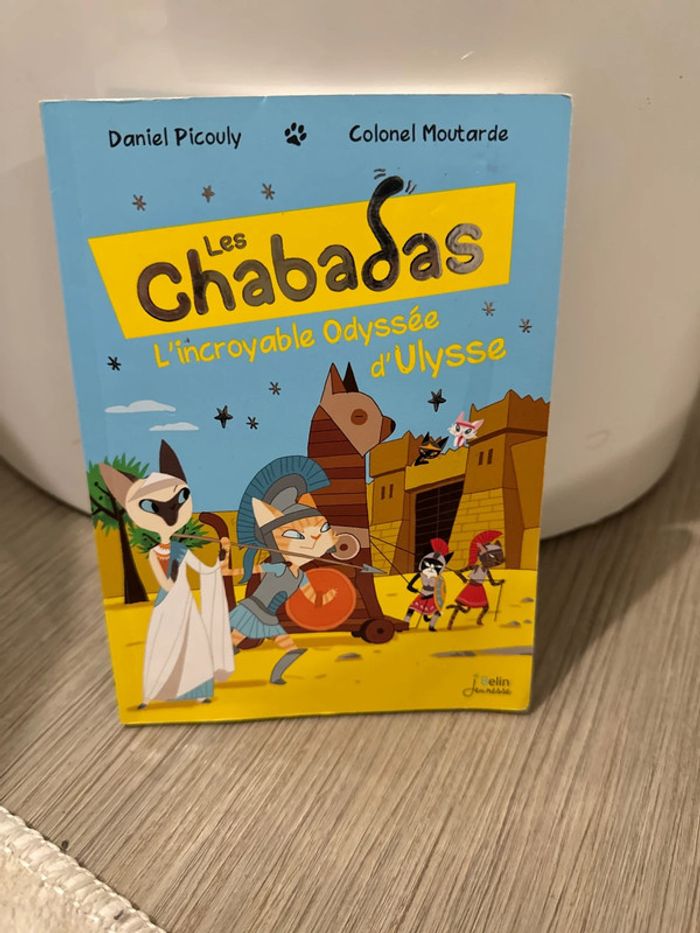 Daniel Picouly
Colonel Moutarde
Les
Chabadas
L'incroyable Odyssée
d'Ulysse
Belin
jeunesse